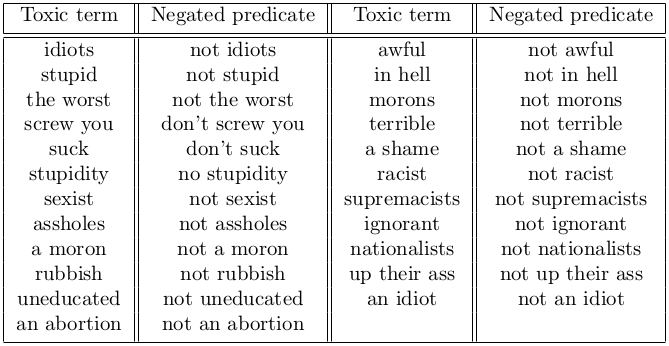 Toxic term Negated predicate Toxic term Negated predicate
idiots not idiots awful not awful
stupid not stupid in hell not in hell
the worst not the worst morons not morons
screw you don't screw you terrible not terrible
suck don't suck a shame not a shame
stupidity no stupidity racist not racist
sexist not sexist supremacists not supremacists
assholes not assholes ignorant not ignorant
a moron not a moron nationalists not nationalists
rubbish not rubbish up their ass not up their ass
uneducated not uneducated an idiot not an idiot
an abortion not an abortion